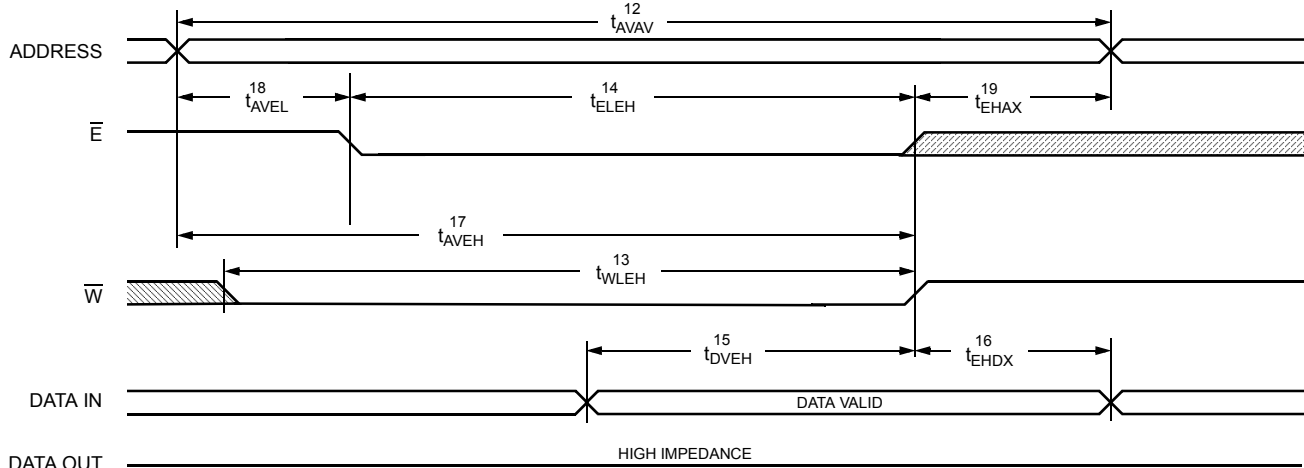 12
tAVAV
ADDRESS
18
tAVEL
14
tELEH
19
tEHAX
E
17
tAVEH
13
tWLEH
W
15
tDVEH
16
tEHDX
DATA IN
DATA VALID
HIGH IMPEDANCE
DATA OUT